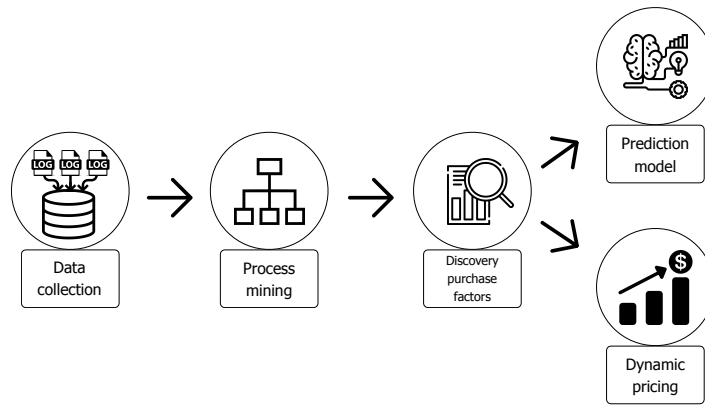 LOG LOG LOG
Data
collection
Process
mining
Discovery
purchase
factors
Prediction
model
$
Dynamic
pricing